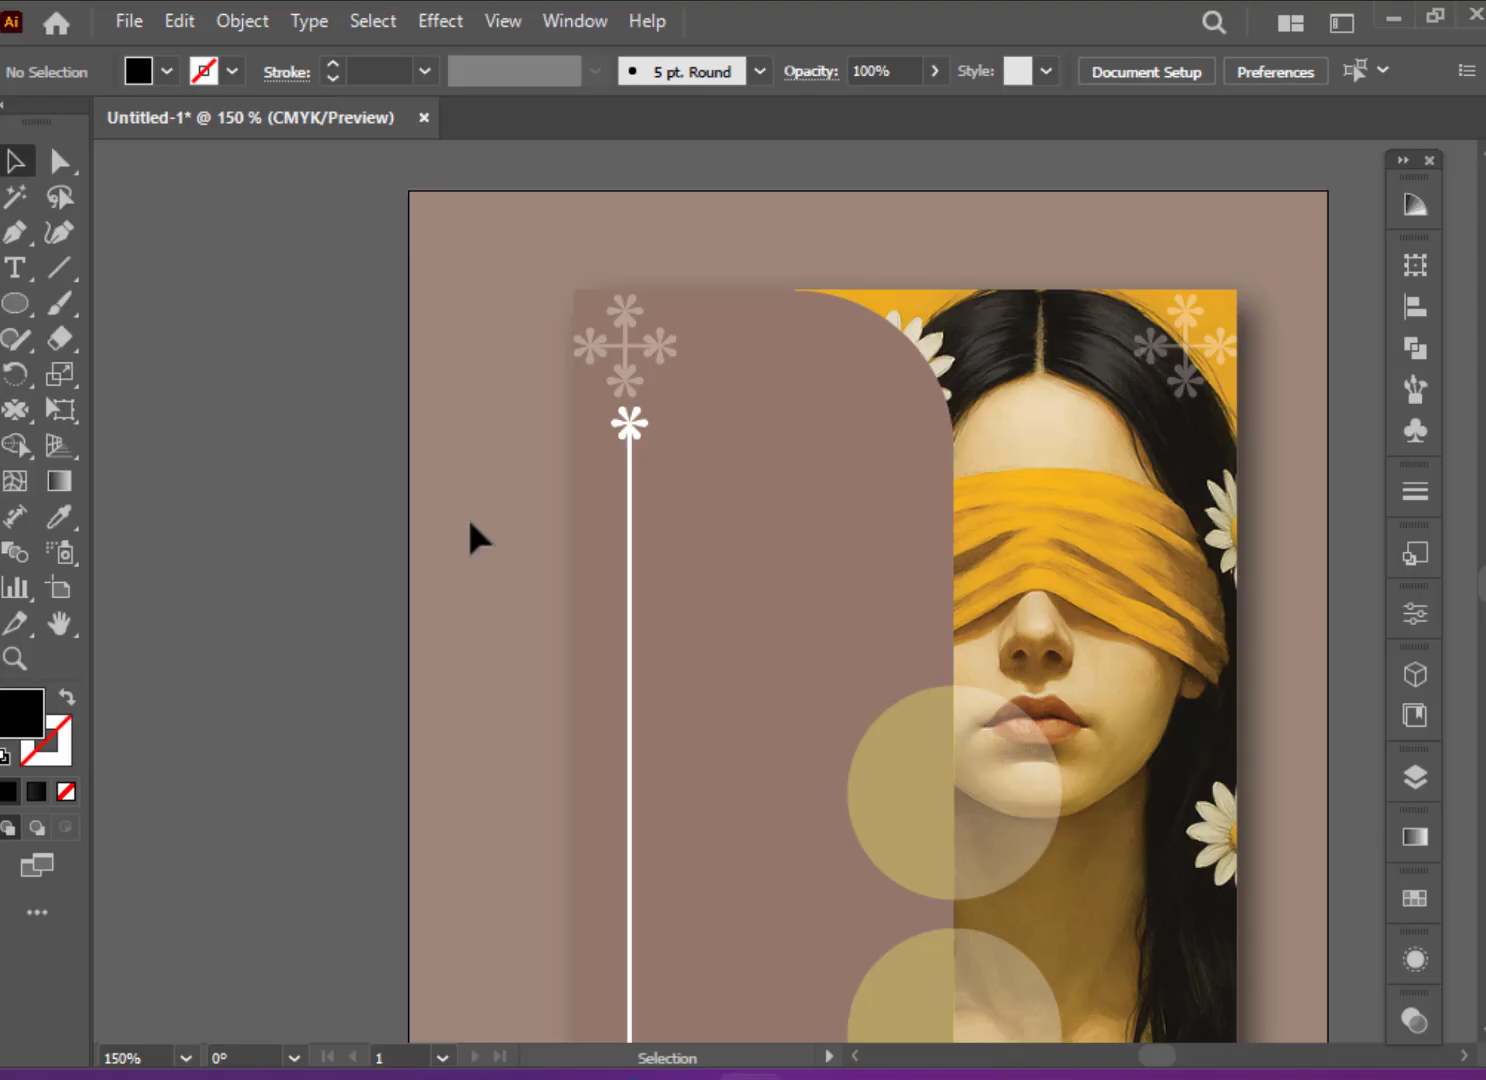 Ai File Edit Object Type Select Effect View Window Help
No Selection Stroke: 5 pt. Round Opacity: 100% Style: Document Setup Preferences
Untitled-1* @ 150 % (CMYK/Preview)
150% 0° 1 Selection